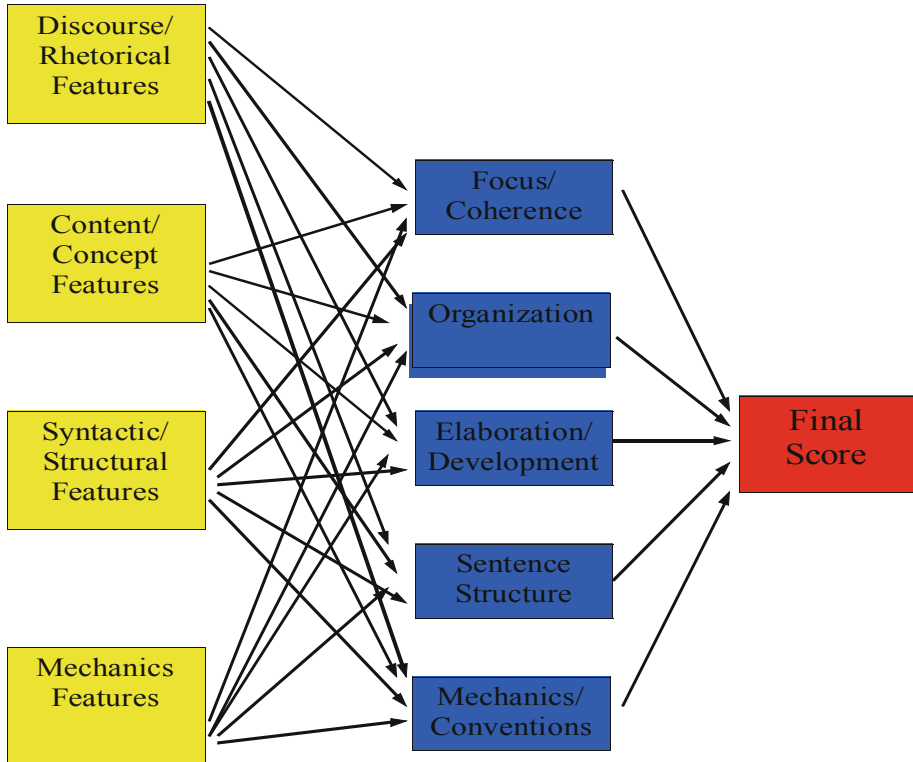 Discourse/
Rhetorical
Features
Content/
Concept
Features
Syntactic/
Structural
Features
Mechanics
Features
Focus/
Coherence
Organization
Elaboration/
Development
Sentence
Structure
Mechanics/
Conventions
Final
Score